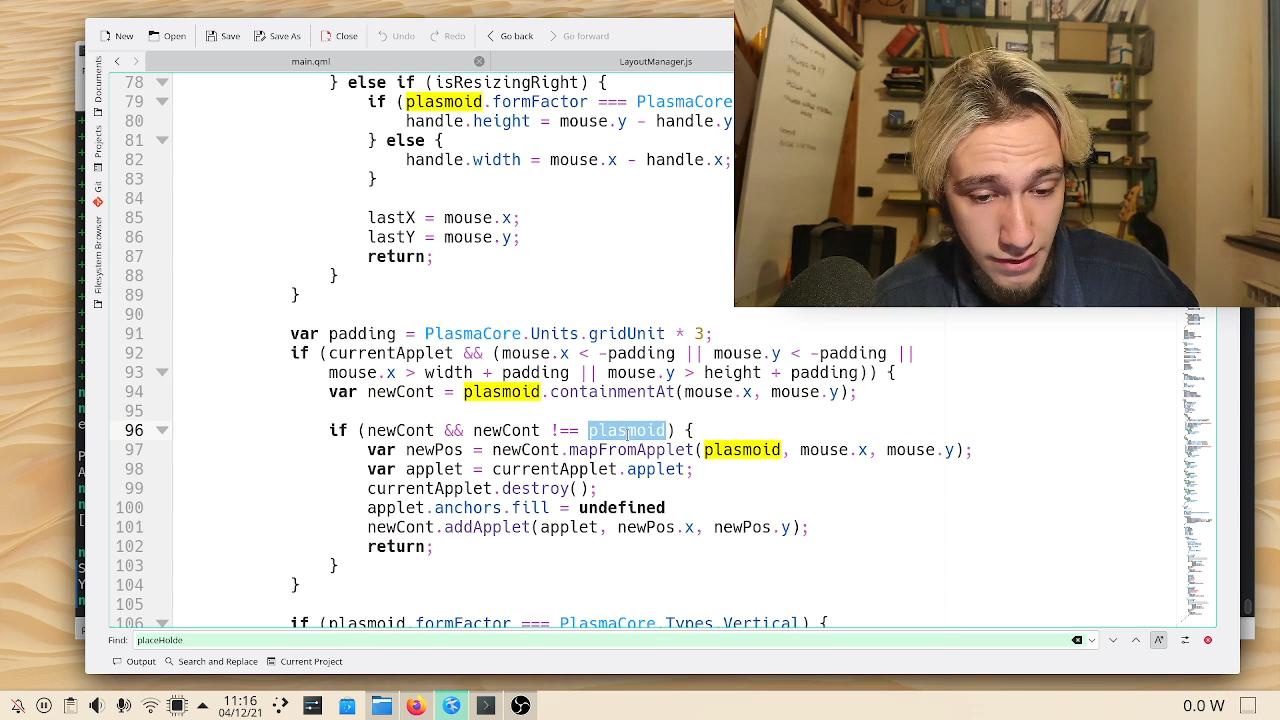 New Open Save Save As Close Undo Redo Go back Go forward
main.qml
LayoutManager.js
Documents
Projects
Git
Filesystem Browser
78 } else if (isResizingRight) {
79 if (plasmoid.formFactor === PlasmaCore
80 handle.height = mouse.y - handle.y
81 } else {
82 handle.width = mouse.x - handle.x;
83 }
84
85 lastX = mouse.x;
86 lastY = mouse.y;
87 return;
88 }
89 }
90
91 var padding = PlasmaCore.Units.gridUnit * 3;
92 if (currentApplet && (mouse.x < -padding || mouse.y < -padding ||
93 mouse.x > width + padding || mouse.y > height + padding)) {
94 var newCont = plasmoid.containmentAt(mouse.x, mouse.y);
95
96 if (newCont && newCont !== plasmoid) {
97 var newPos = newCont.mapFromApplet(plasmoid, mouse.x, mouse.y);
98 var applet = currentApplet.applet;
99 currentApplet.destroy();
100 applet.anchors.fill = undefined
101 newCont.addApplet(applet, newPos.x, newPos.y);
102 return;
103 }
104 }
105
106 if (plasmoid.formFactor === PlasmaCore.Types.Vertical) {
Find: placeHolde
Output Search and Replace Current Project
11:16
04/12/21
0.0 W